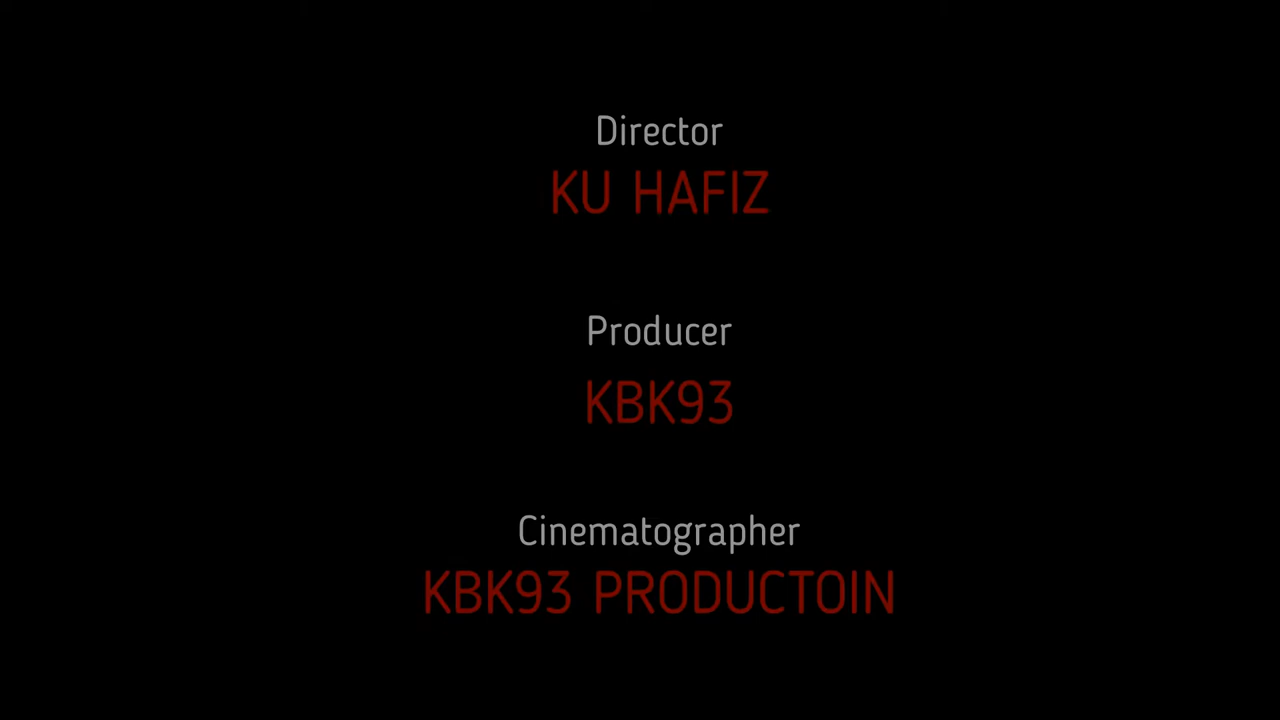 Director
KU HAFIZ
Producer
KBK93
Cinematographer
KBK93 PRODUCTOIN